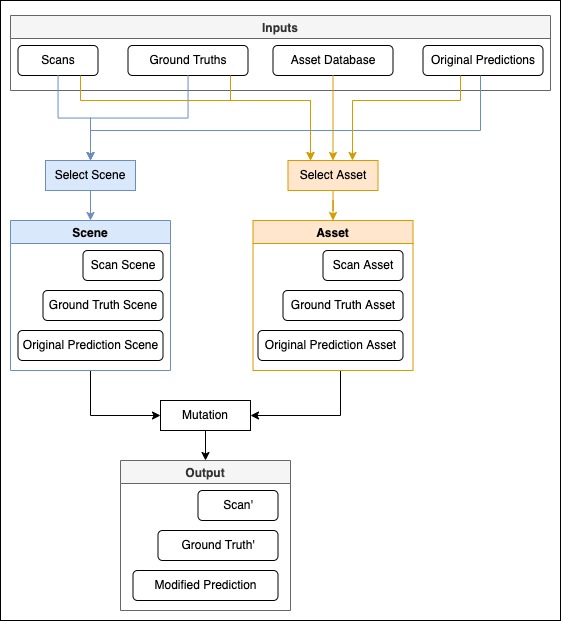 Inputs
Scans
Ground Truths
Asset Database
Original Predictions
Select Scene
Select Asset
Scene
Scan Scene
Ground Truth Scene
Original Prediction Scene
Asset
Scan Asset
Ground Truth Asset
Original Prediction Asset
Mutation
Output
Scan'
Ground Truth'
Modified Prediction